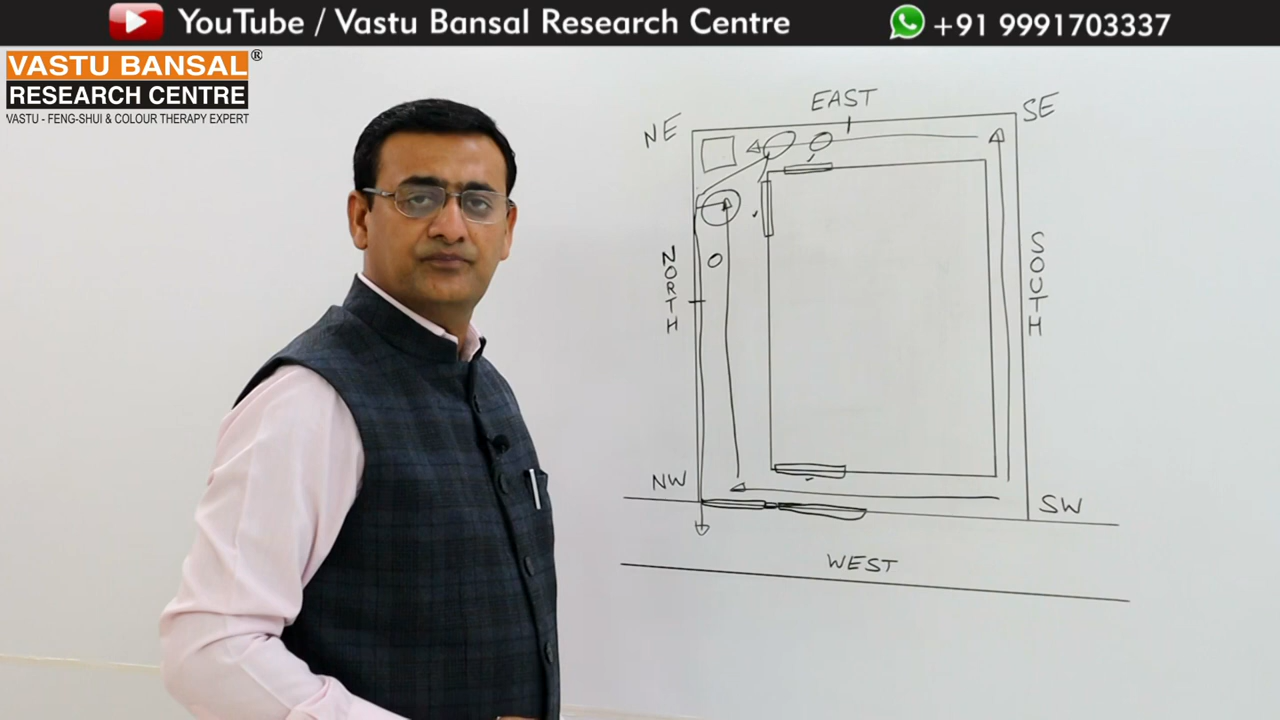 YouTube / Vastu Bansal Research Centre
+91 9991703337
VASTU BANSAL ®
RESEARCH CENTRE
VASTU - FENG-SHUI & COLOUR THERAPY EXPERT
EAST
NE
SE
NORTH
SOUTH
NW
SW
WEST